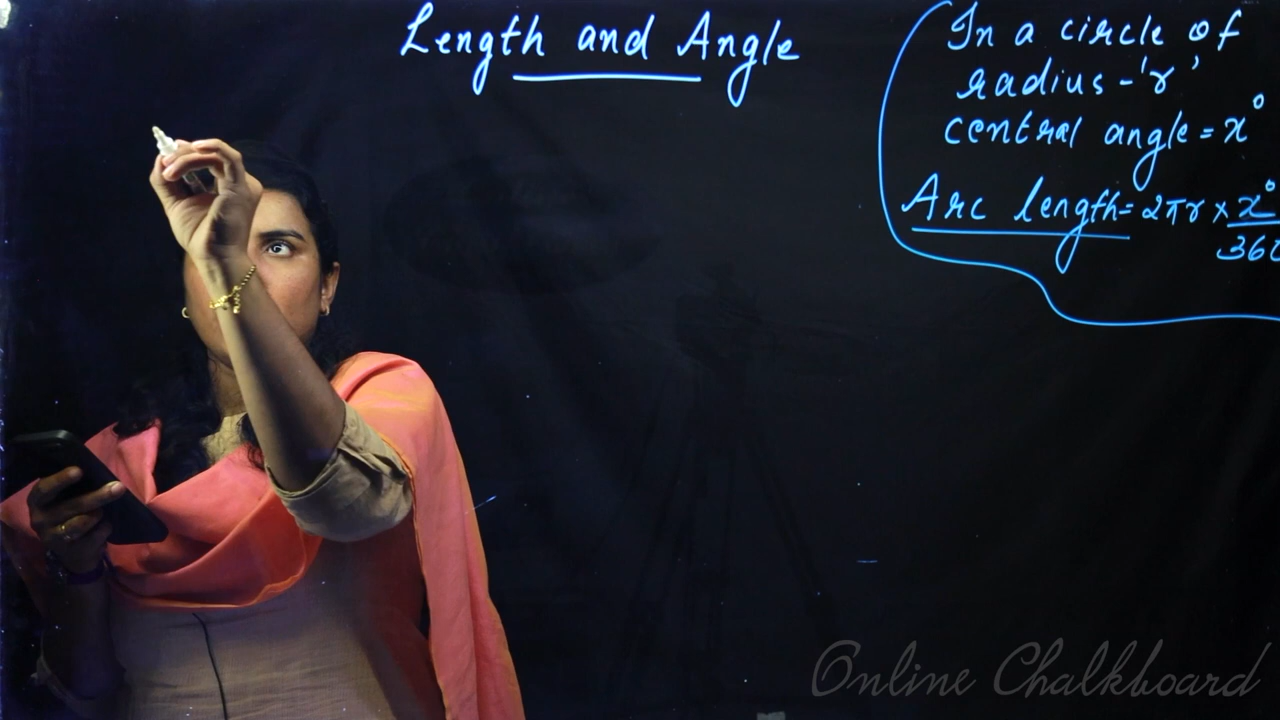 Length and Angle
In a circle of
radius - 'r'
central angle = x°
Arc length = 2πr × x°
360
Online Chalkboard